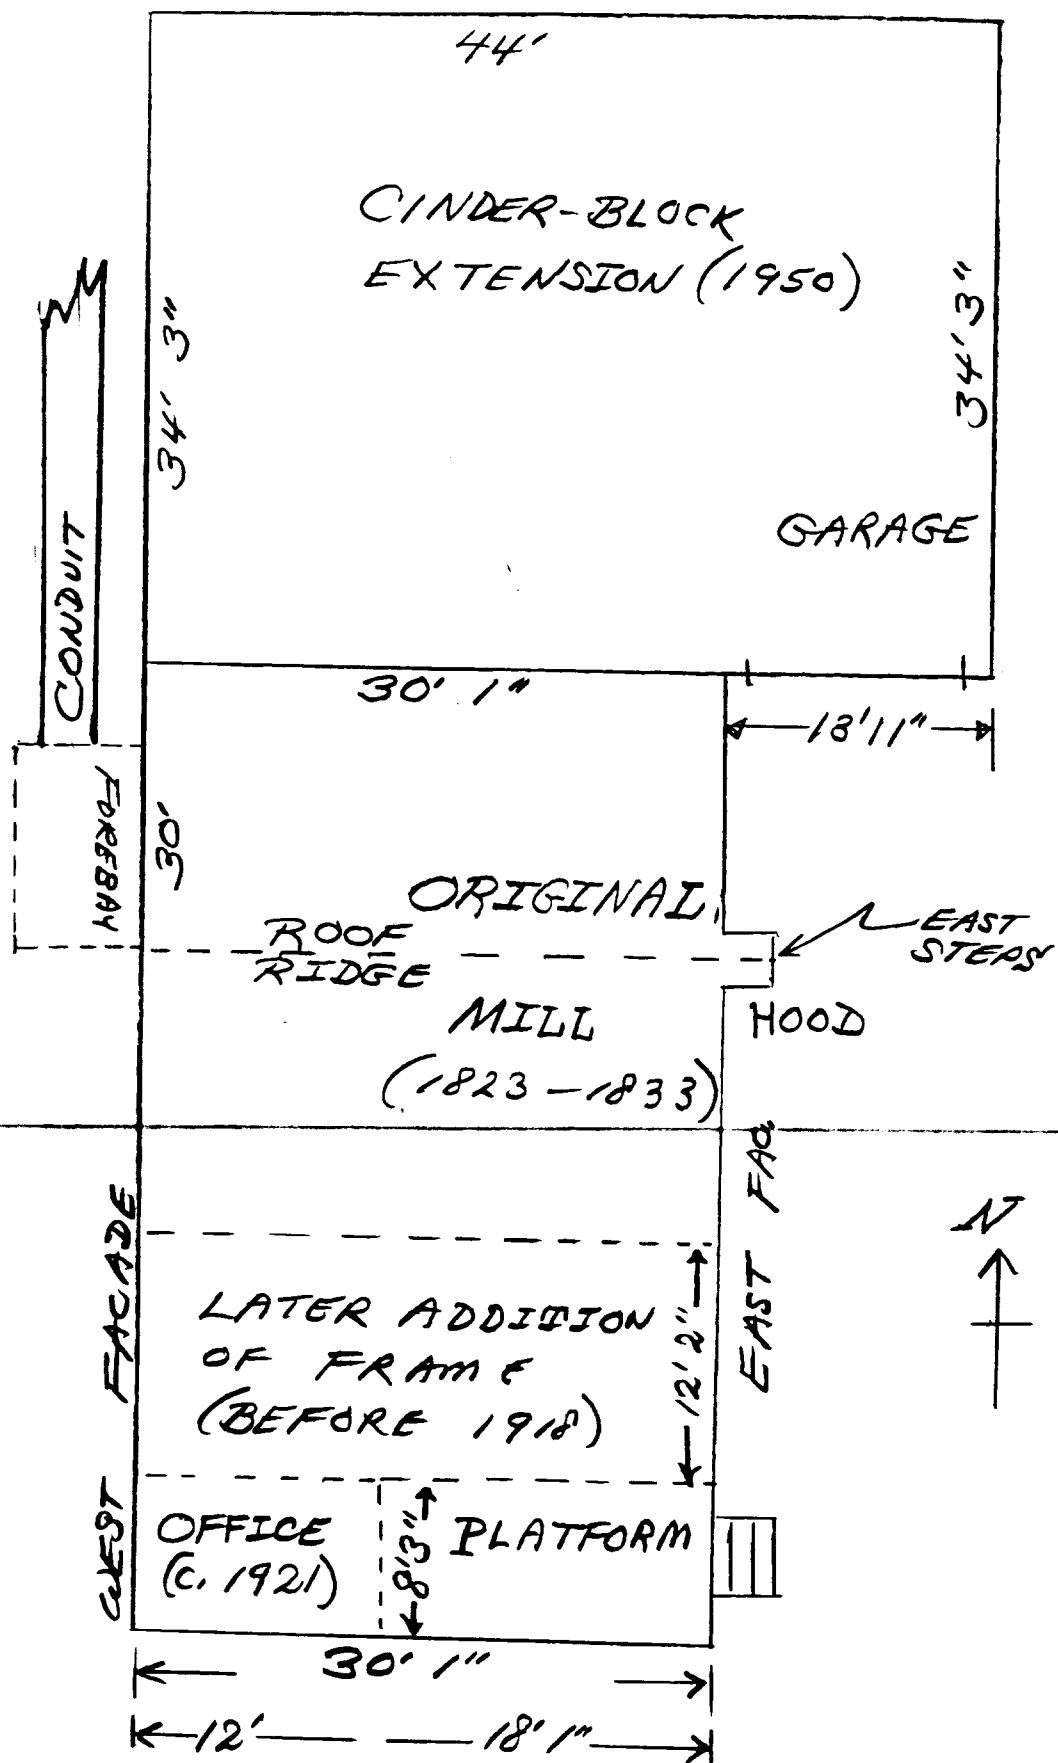 44'
CINDER-BLOCK
EXTENSION (1950)
34' 3"
34' 3"
CONDUIT
GARAGE
30' 1"
13'11"
FOREBAY
30'
ORIGINAL
ROOF
RIDGE
EAST
STEPS
MILL
HOOD
(1823-1833)
WEST FACADE
EAST FAC.
N
LATER ADDITION
OF FRAME
(BEFORE 1918)
12' 2"
OFFICE
(C. 1921)
8'3"
PLATFORM
30' 1"
12'
18'1"